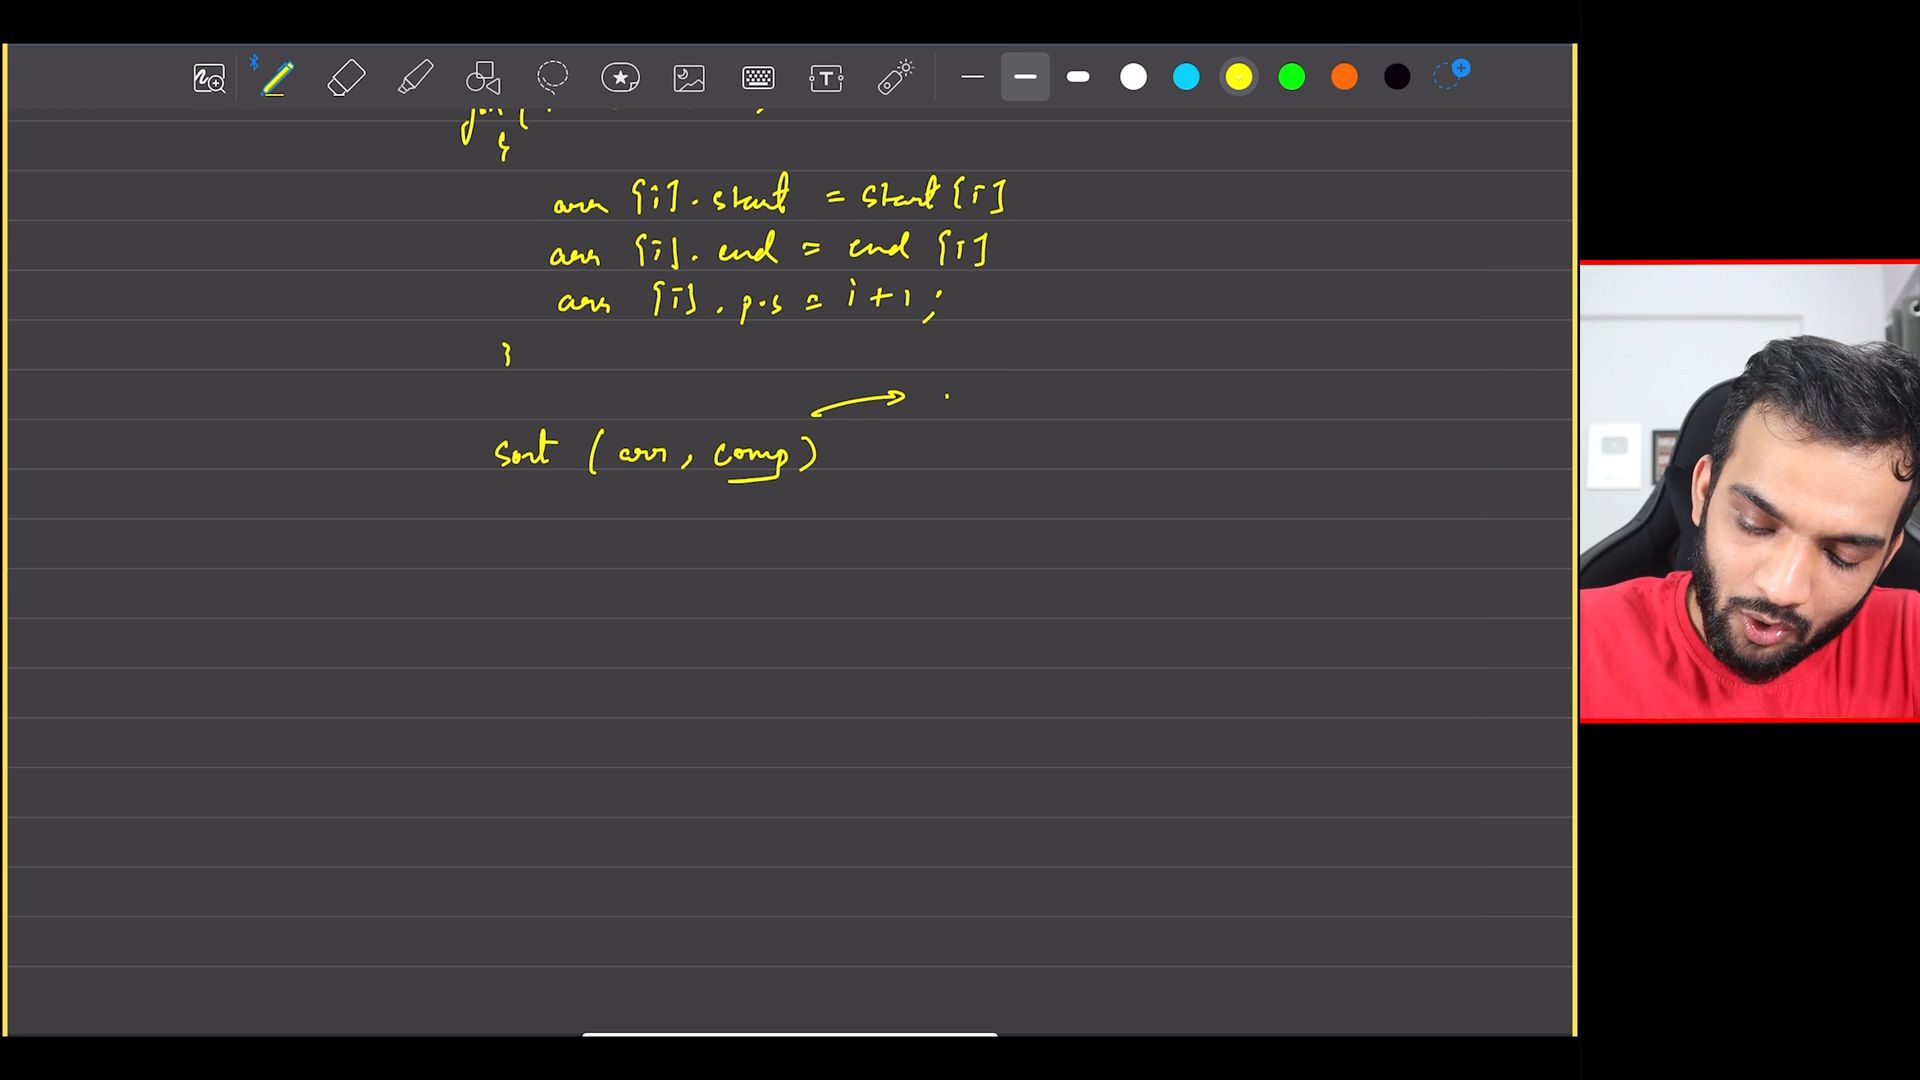 {
arr [i]. start = start [i]
arr [i]. end = end [i]
arr [i]. pos = i + 1 ;
}
Sort ( arr, comp )